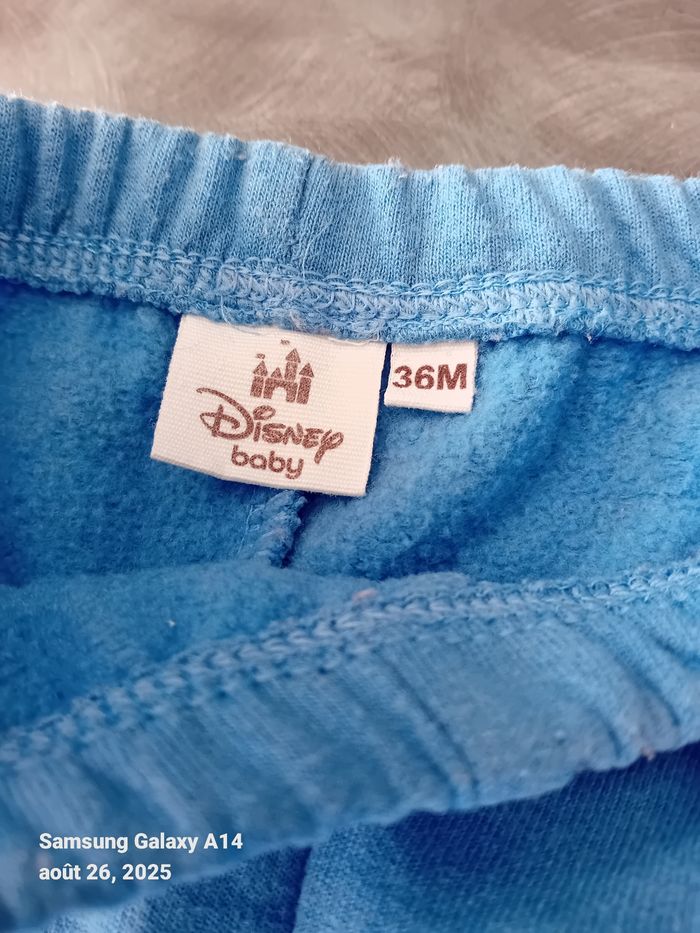 Disney
baby
36M
Samsung Galaxy A14
août 26, 2025